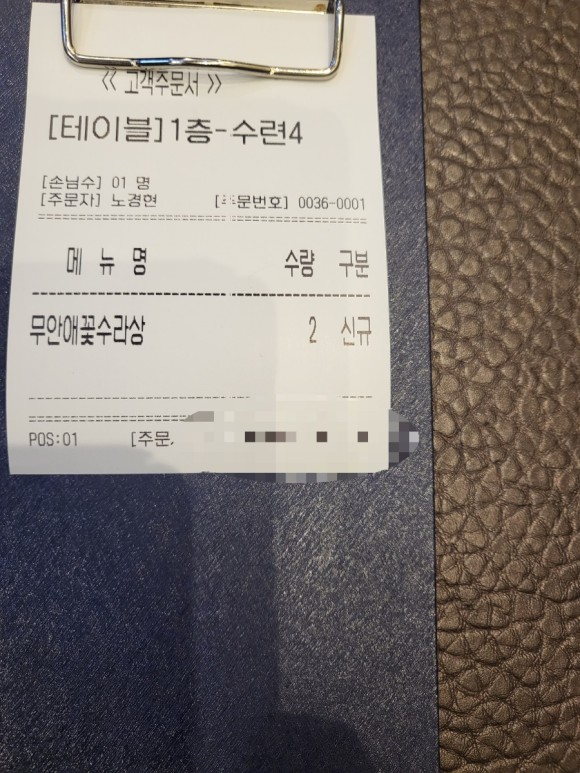 《 고객주문서 》
[테이블]1층-수련4
[손님수] 01 명
[주문자] 노경현 [주문번호] 0036-0001
메 뉴 명 수량 구분
무안애꽃수라상 2 신규
POS:01 [주문.